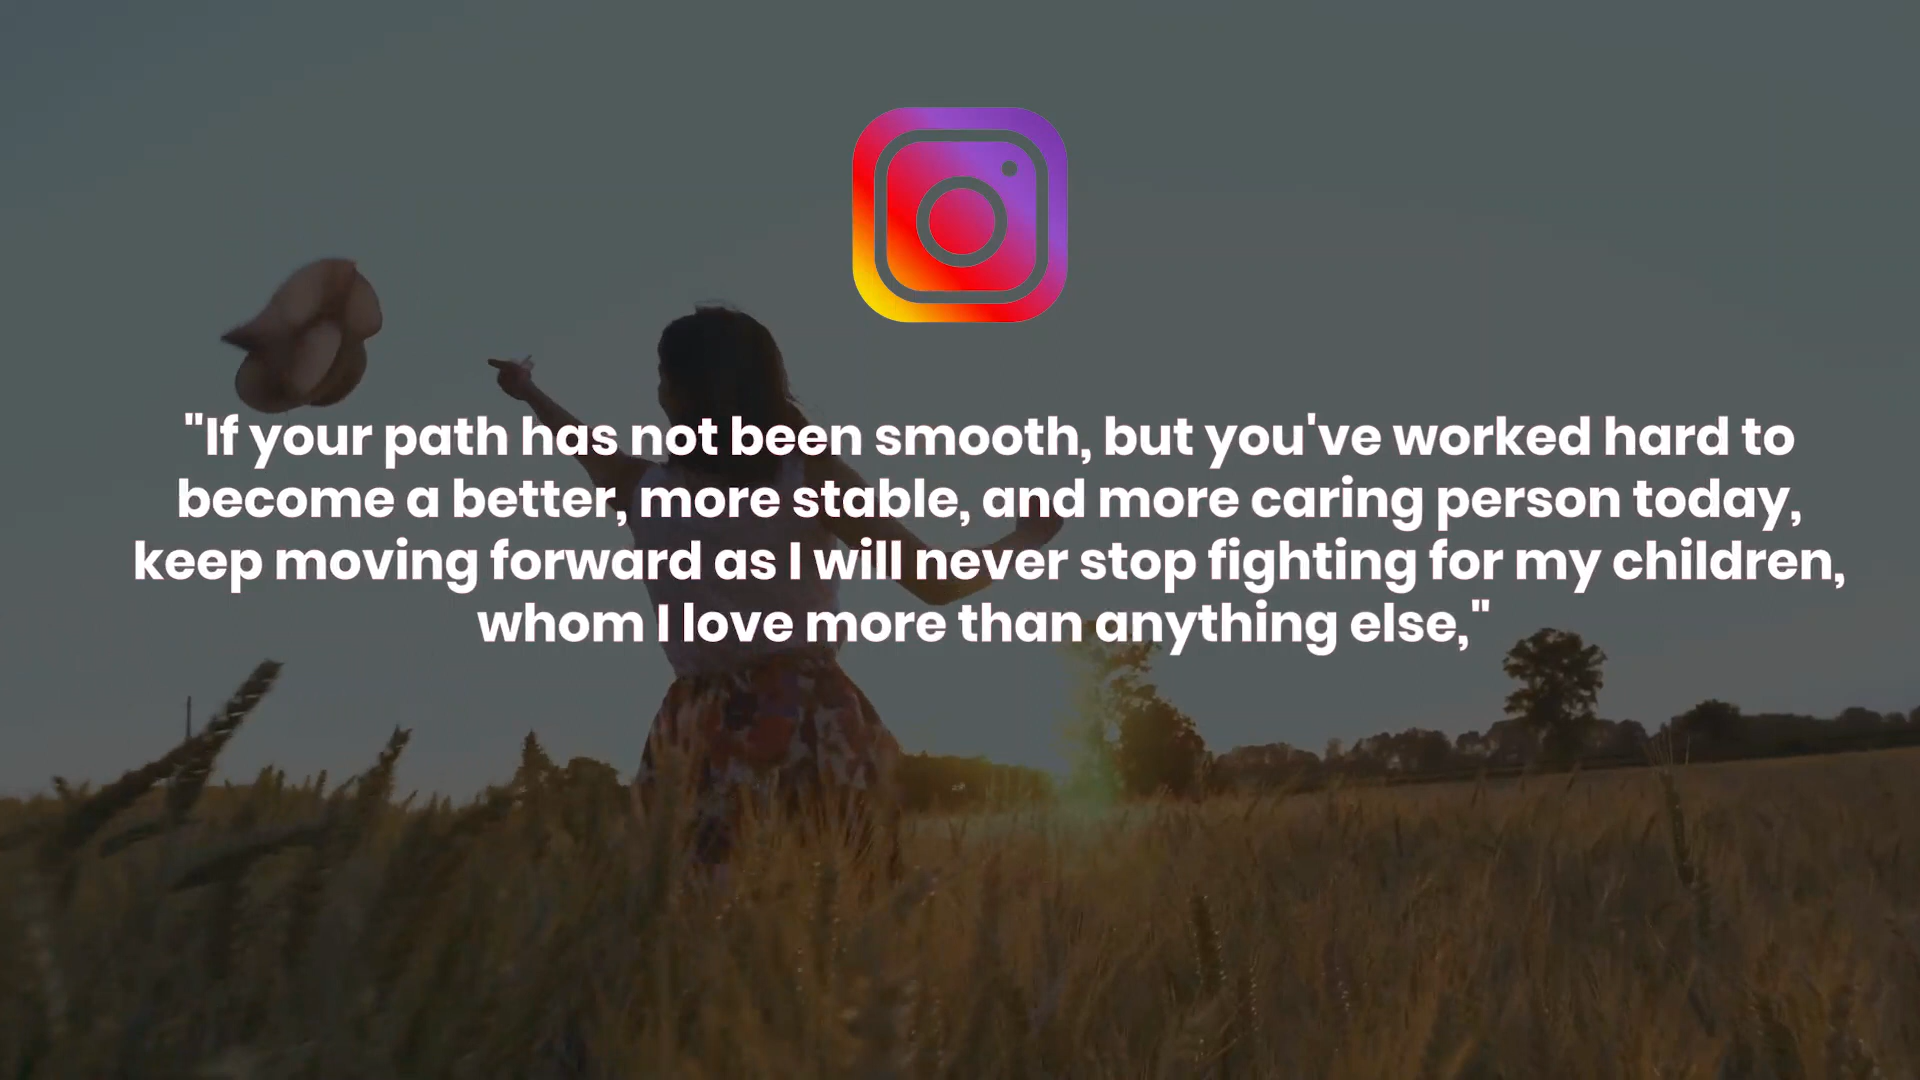 "If your path has not been smooth, but you've worked hard to
become a better, more stable, and more caring person today,
keep moving forward as I will never stop fighting for my children,
whom I love more than anything else,"